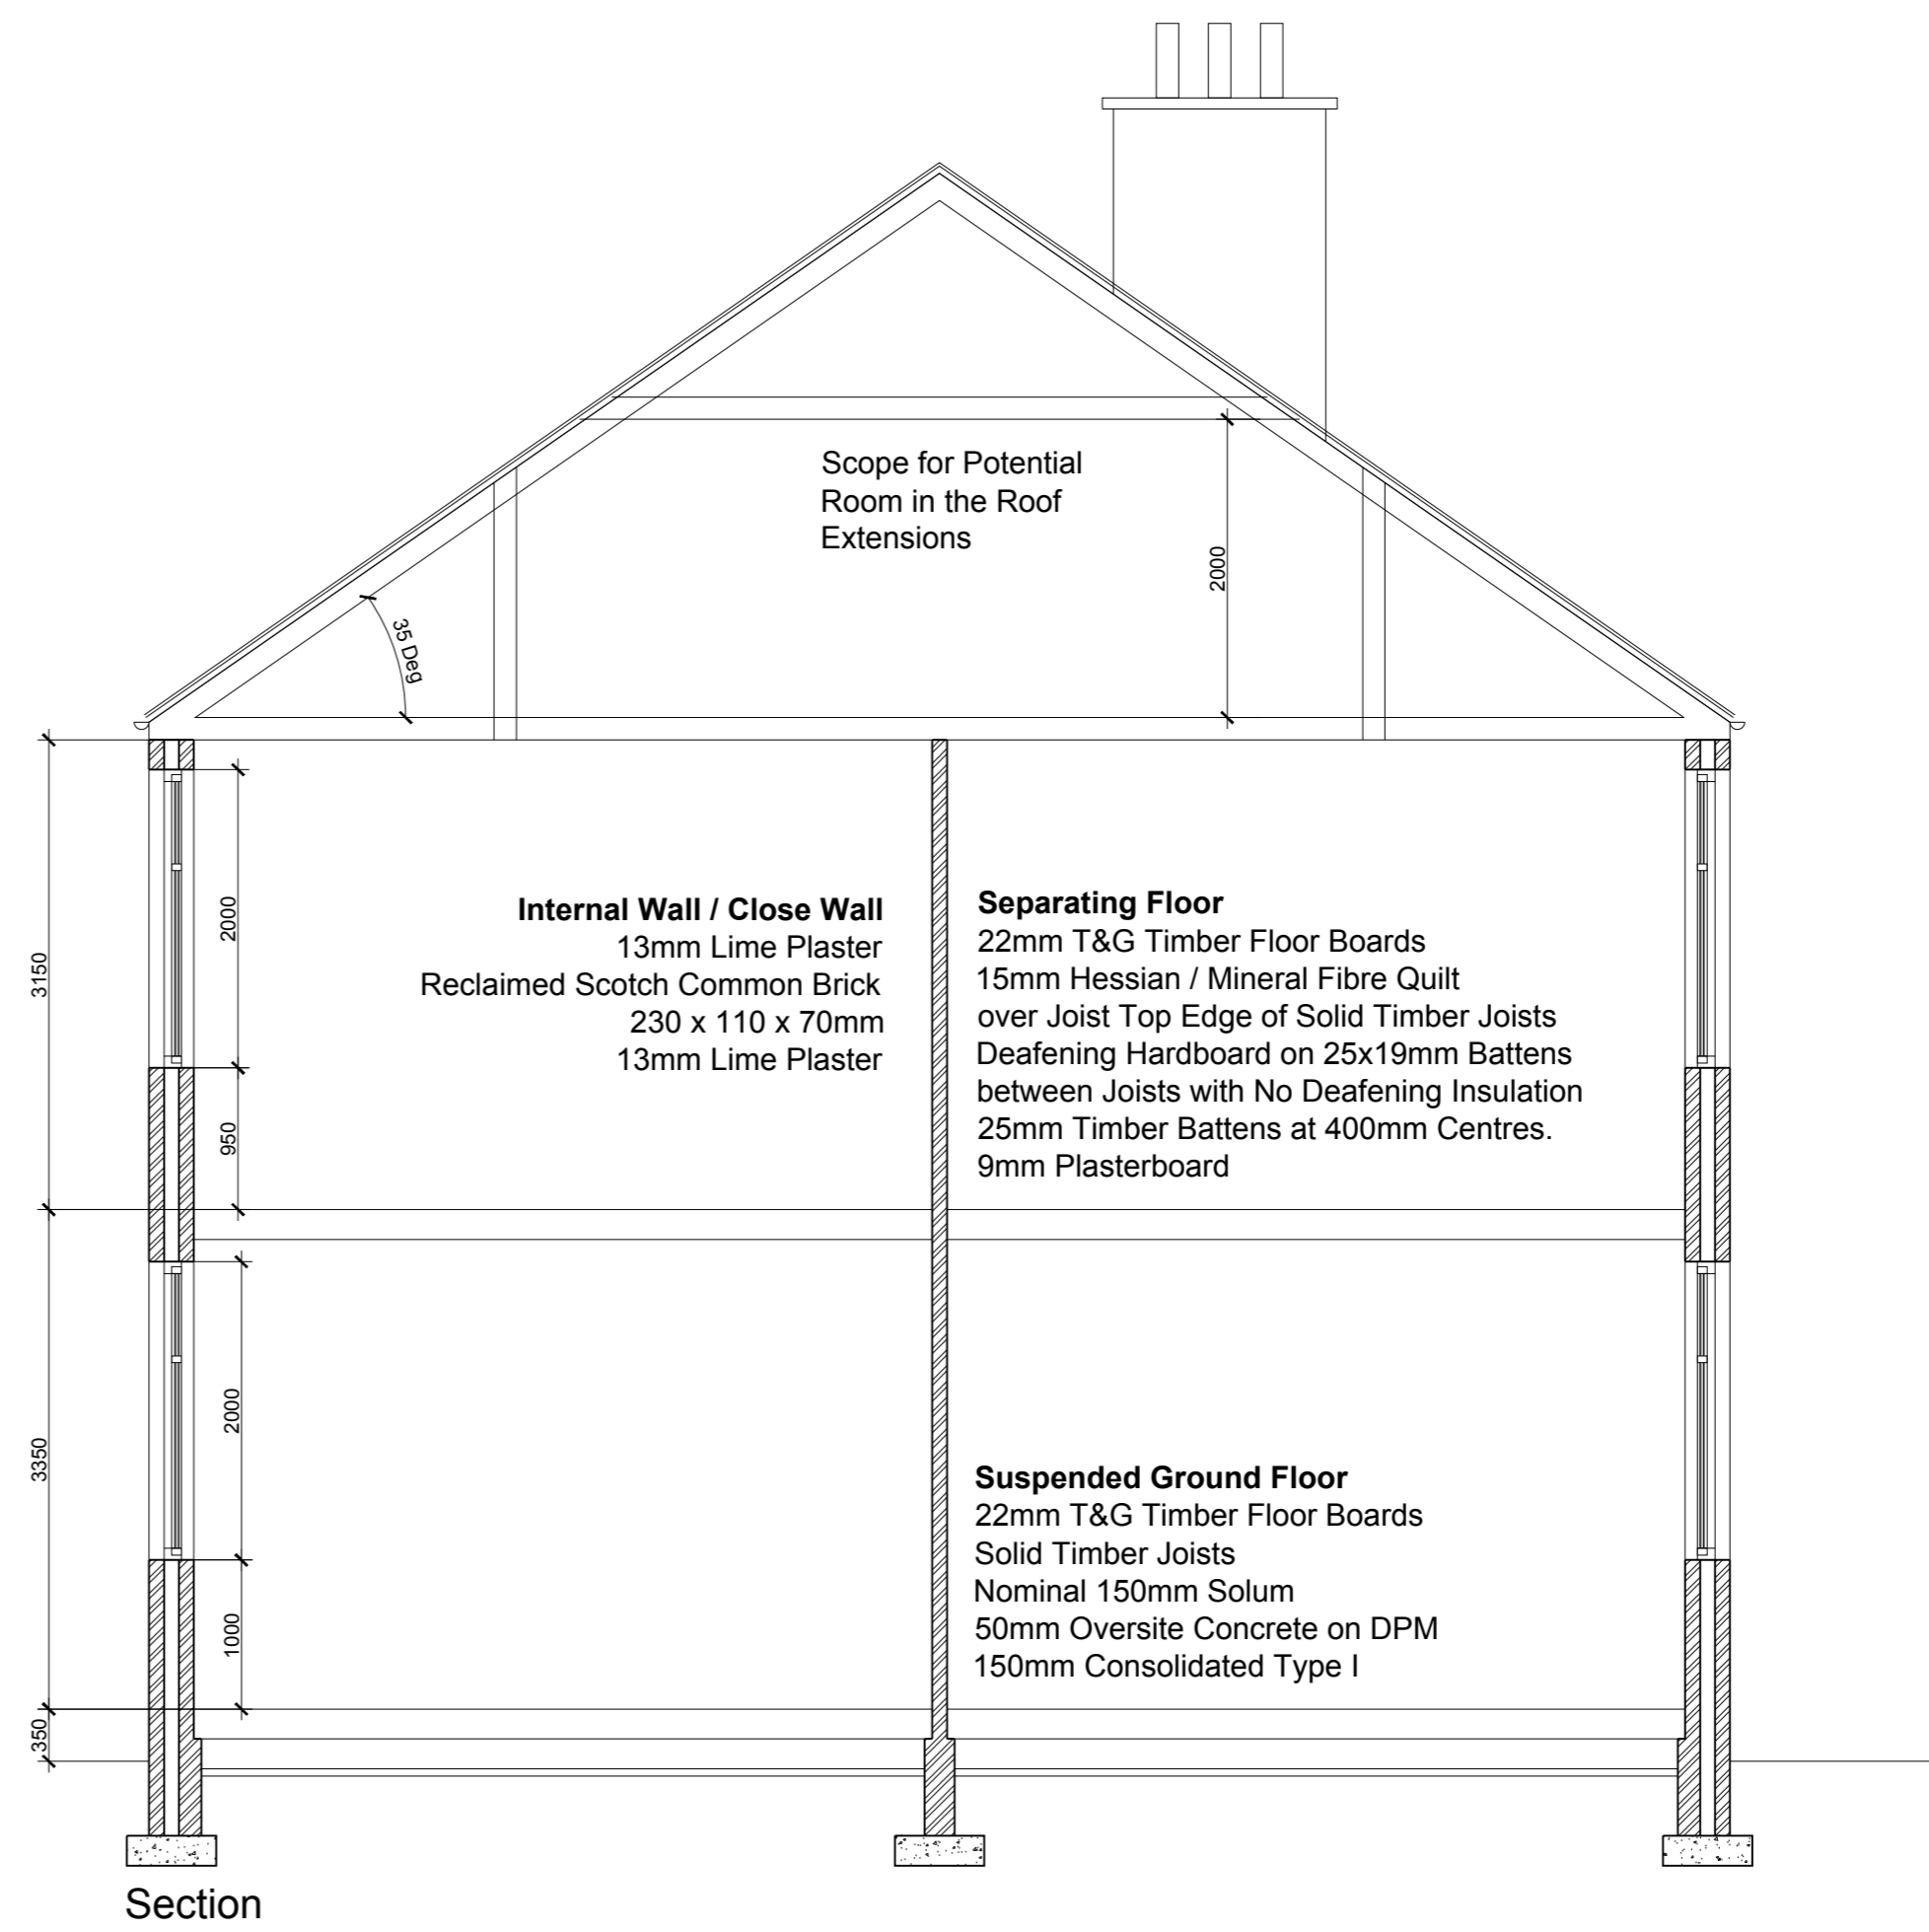 Scope for Potential
Room in the Roof
Extensions
2000
35 Deg
3150
2000
950
Internal Wall / Close Wall
13mm Lime Plaster
Reclaimed Scotch Common Brick
230 x 110 x 70mm
13mm Lime Plaster
Separating Floor
22mm T&G Timber Floor Boards
15mm Hessian / Mineral Fibre Quilt
over Joist Top Edge of Solid Timber Joists
Deafening Hardboard on 25x19mm Battens
between Joists with No Deafening Insulation
25mm Timber Battens at 400mm Centres.
9mm Plasterboard
3350
2000
1000
350
Suspended Ground Floor
22mm T&G Timber Floor Boards
Solid Timber Joists
Nominal 150mm Solum
50mm Oversite Concrete on DPM
150mm Consolidated Type I
Section